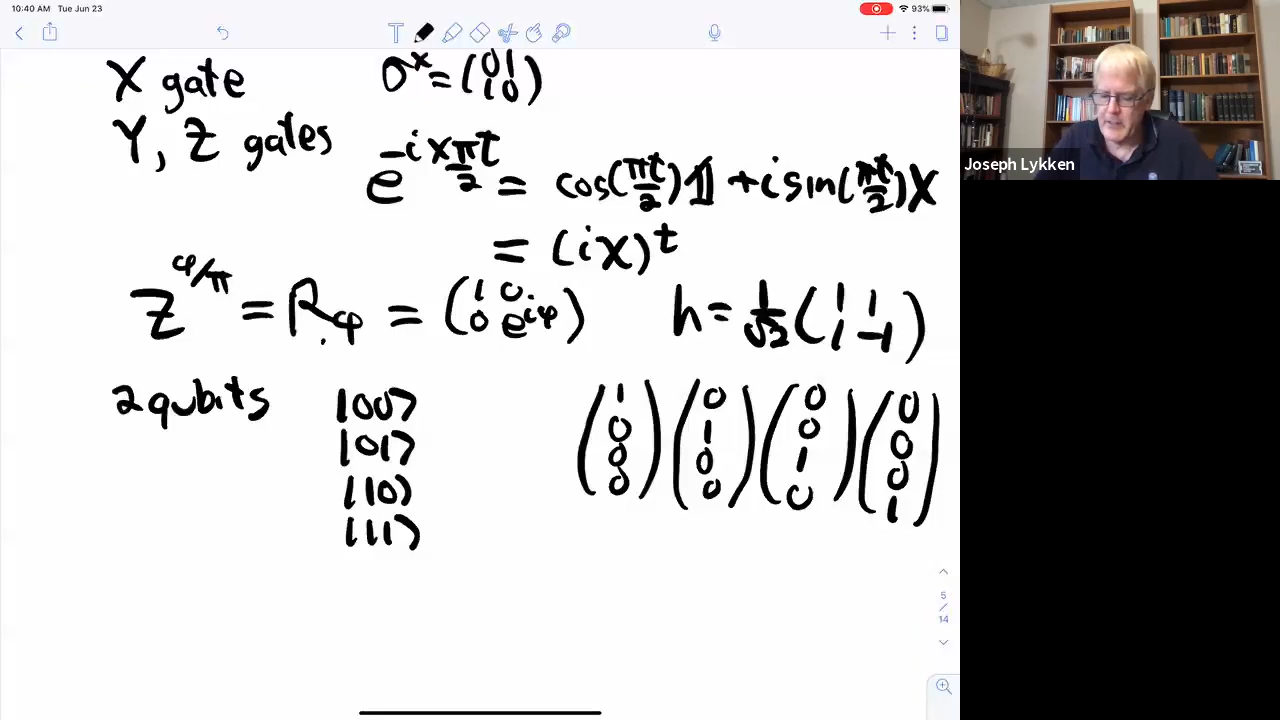 10:40 AM Tue Jun 23
93%
X gate σ^x = (0 1; 1 0)
Y, Z gates
e^{-iXπt/2} = cos(πt/2)𝟙 + i sin(πt/2)X
= (iX)^t
Z^{φ/π} = R_φ = (1 0; 0 e^{iφ}) h = 1/√2 (1 1; 1 -1)
2 qubits |00⟩ (1; 0; 0; 0) (0; 1; 0; 0) (0; 0; 1; 0) (0; 0; 0; 1)
|01⟩
|10⟩
|11⟩
5
/
14
Joseph Lykken